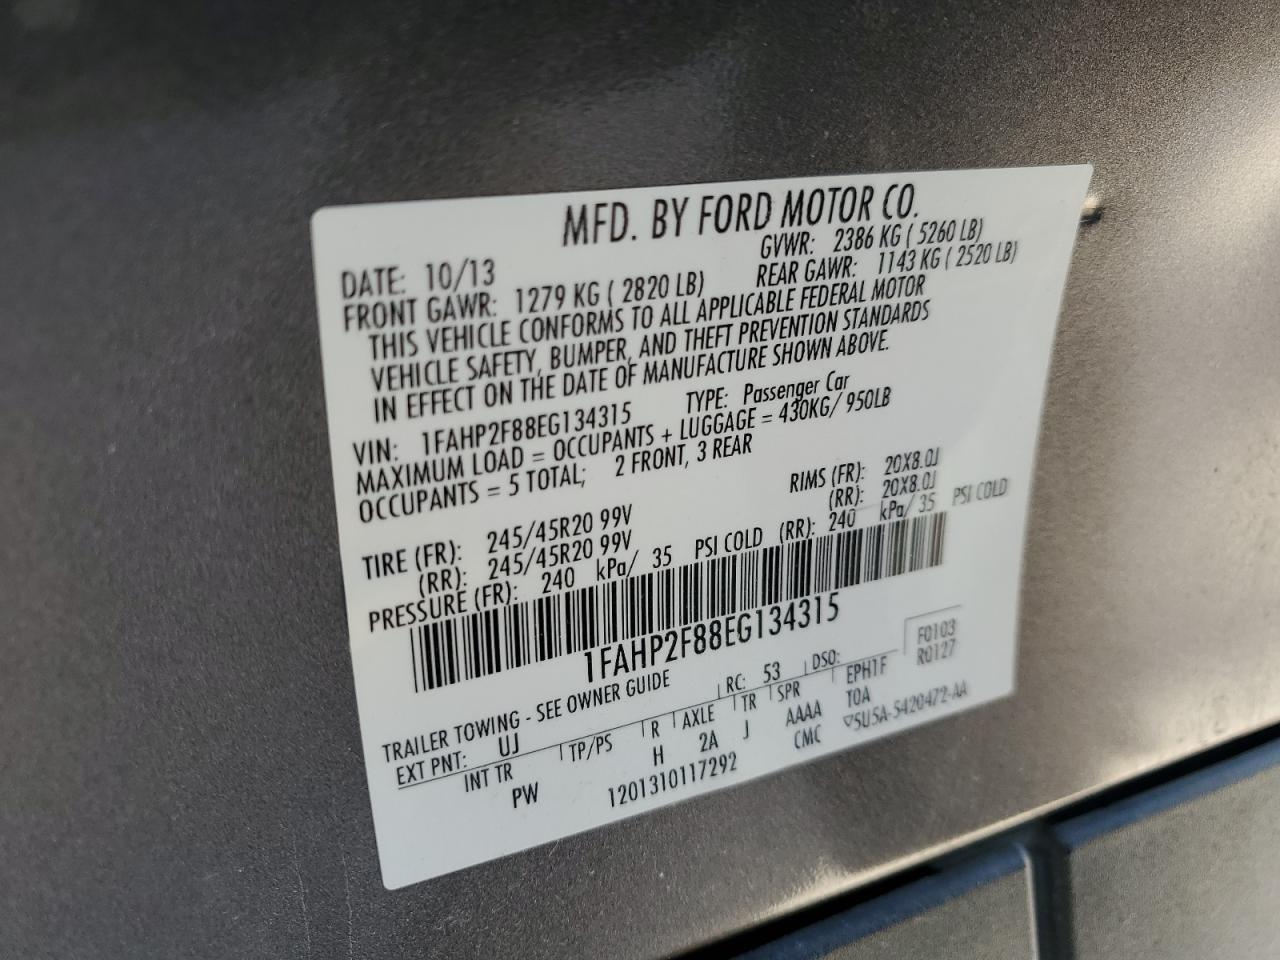 MFD. BY FORD MOTOR CO.
DATE: 10/13 GVWR: 2386 KG ( 5260 LB)
FRONT GAWR: 1279 KG ( 2820 LB) REAR GAWR: 1143 KG ( 2520 LB)
THIS VEHICLE CONFORMS TO ALL APPLICABLE FEDERAL MOTOR
VEHICLE SAFETY, BUMPER, AND THEFT PREVENTION STANDARDS
IN EFFECT ON THE DATE OF MANUFACTURE SHOWN ABOVE.
VIN: 1FAHP2F88EG134315 TYPE: Passenger Car
MAXIMUM LOAD = OCCUPANTS + LUGGAGE = 430KG/ 950LB
OCCUPANTS = 5 TOTAL; 2 FRONT, 3 REAR
TIRE (FR): 245/45R20 99V RIMS (FR): 20X8.0J
(RR): 245/45R20 99V (RR): 20X8.0J
PRESSURE (FR): 240 kPa/ 35 PSI COLD (RR): 240 kPa/ 35 PSI COLD
1FAHP2F88EG134315
F0103
R0127
TRAILER TOWING - SEE OWNER GUIDE
EXT PNT: UJ RC: 53 DSO:
INT TR TP/PS R AXLE TR SPR EPH1F
PW H 2A J AAAA T0A
1201310117292 CMC ▽5U5A-5420472-AA